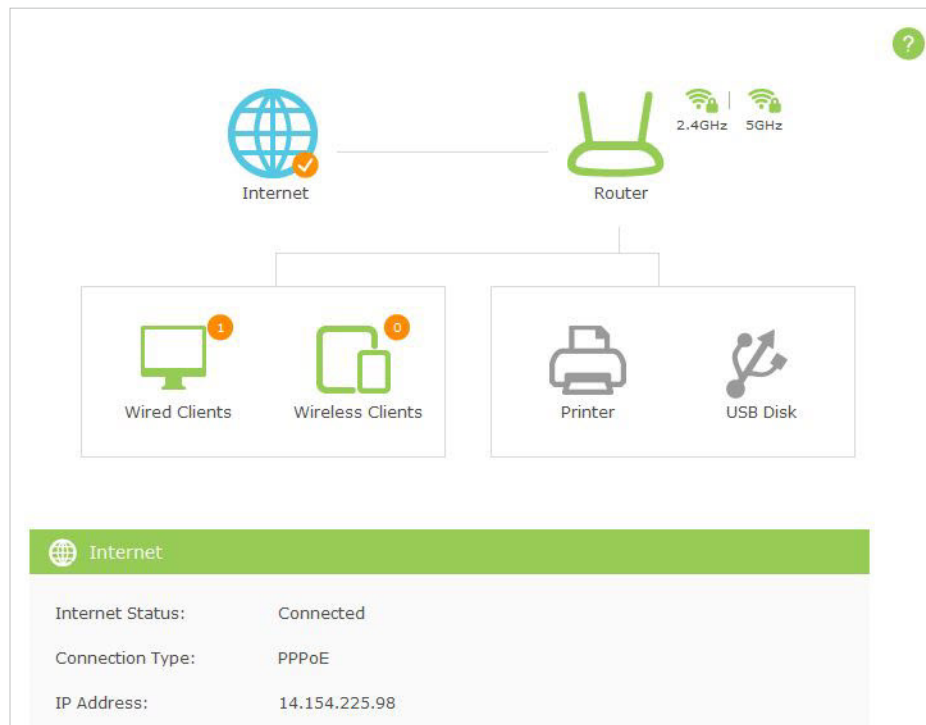 ?
2.4GHz 5GHz
Internet
Router
1
0
Wired Clients
Wireless Clients
Printer
USB Disk
Internet
Internet Status: Connected
Connection Type: PPPoE
IP Address: 14.154.225.98